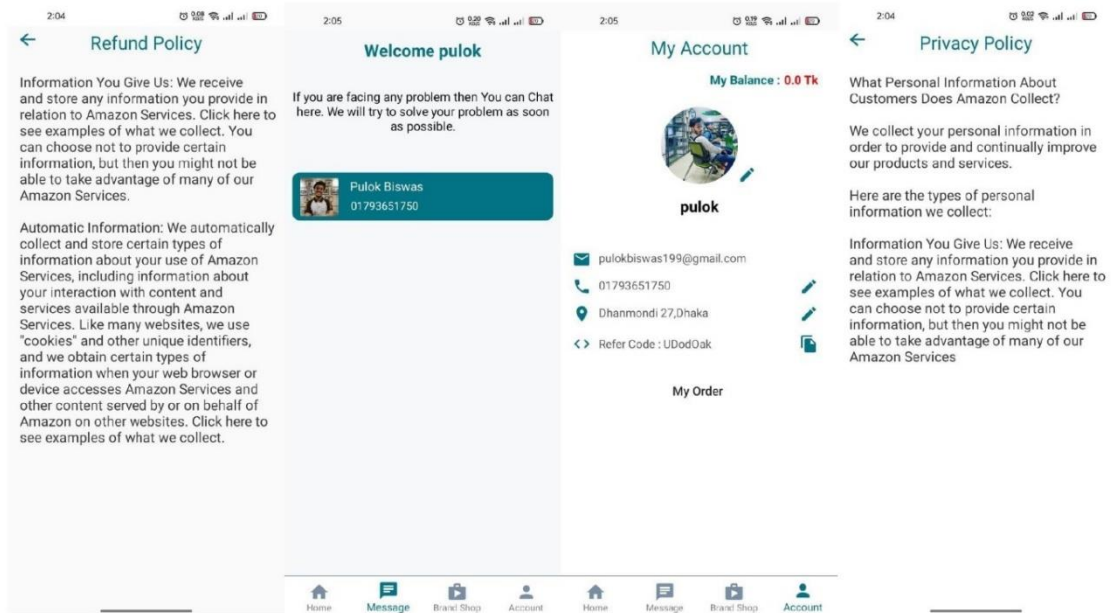 2:04
Refund Policy
Information You Give Us: We receive
and store any information you provide in
relation to Amazon Services. Click here to
see examples of what we collect. You
can choose not to provide certain
information, but then you might not be
able to take advantage of many of our
Amazon Services.
Automatic Information: We automatically
collect and store certain types of
information about your use of Amazon
Services, including information about
your interaction with content and
services available through Amazon
Services. Like many websites, we use
"cookies" and other unique identifiers,
and we obtain certain types of
information when your web browser or
device accesses Amazon Services and
other content served by or on behalf of
Amazon on other websites. Click here to
see examples of what we collect.
2:05
Welcome pulok
If you are facing any problem then You can Chat
here. We will try to solve your problem as soon
as possible.
Pulok Biswas
01793651750
Home Message Brand Shop Account
2:05
My Account
My Balance : 0.0 Tk
pulok
pulokbiswas199@gmail.com
01793651750
Dhanmondi 27,Dhaka
Refer Code : UDodOak
My Order
Home Message Brand Shop Account
2:04
Privacy Policy
What Personal Information About
Customers Does Amazon Collect?
We collect your personal information in
order to provide and continually improve
our products and services.
Here are the types of personal
information we collect:
Information You Give Us: We receive
and store any information you provide in
relation to Amazon Services. Click here to
see examples of what we collect. You
can choose not to provide certain
information, but then you might not be
able to take advantage of many of our
Amazon Services